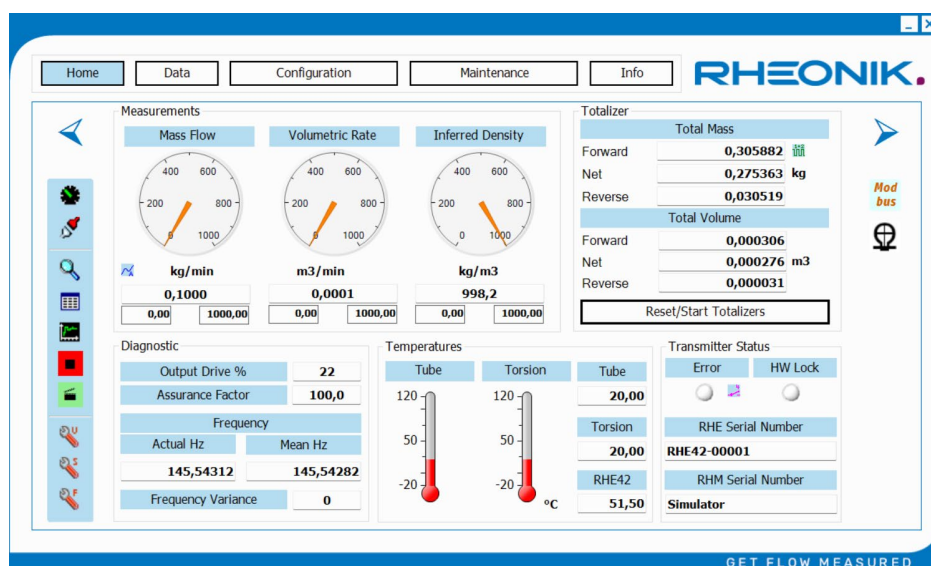 Home Data Configuration Maintenance Info RHEONIK.
Measurements
Mass Flow Volumetric Rate Inferred Density
400 600 400 600 400 600
200 800 200 800 200 800
0 1000 0 1000 0 1000
kg/min m3/min kg/m3
0,1000 0,0001 998,2
0,00 1000,00 0,00 1000,00 0,00 1000,00
Totalizer
Total Mass
Forward 0,305882
Net 0,275363 kg
Reverse 0,030519
Total Volume
Forward 0,000306
Net 0,000276 m3
Reverse 0,000031
Reset/Start Totalizers
Mod
bus
U
S
F
Diagnostic
Output Drive % 22
Assurance Factor 100,0
Frequency
Actual Hz Mean Hz
145,54312 145,54282
Frequency Variance 0
Temperatures
Tube Torsion Tube
120 120 20,00
Torsion
50 50 20,00
RHE42
-20 -20 51,50
°C
Transmitter Status
Error HW Lock
RHE Serial Number
RHE42-00001
RHM Serial Number
Simulator
GET FLOW MEASURED